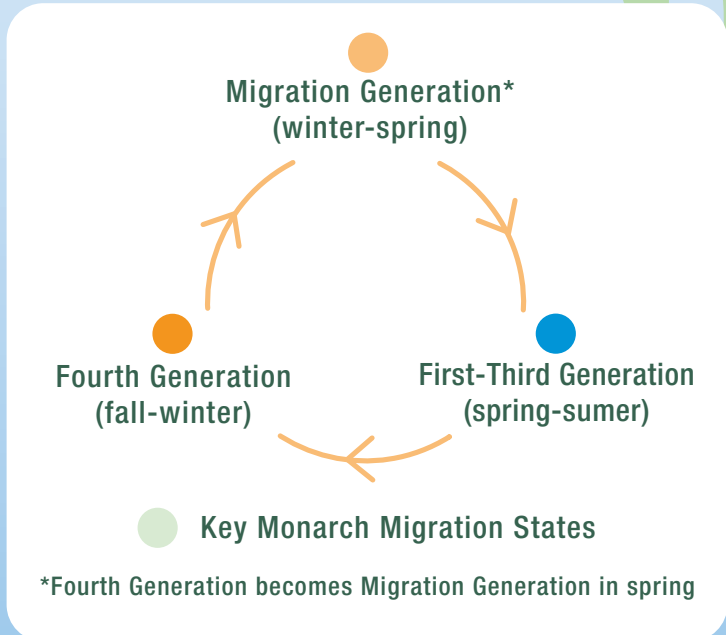 Migration Generation*
(winter-spring)
Fourth Generation
(fall-winter)
First-Third Generation
(spring-sumer)
Key Monarch Migration States
*Fourth Generation becomes Migration Generation in spring